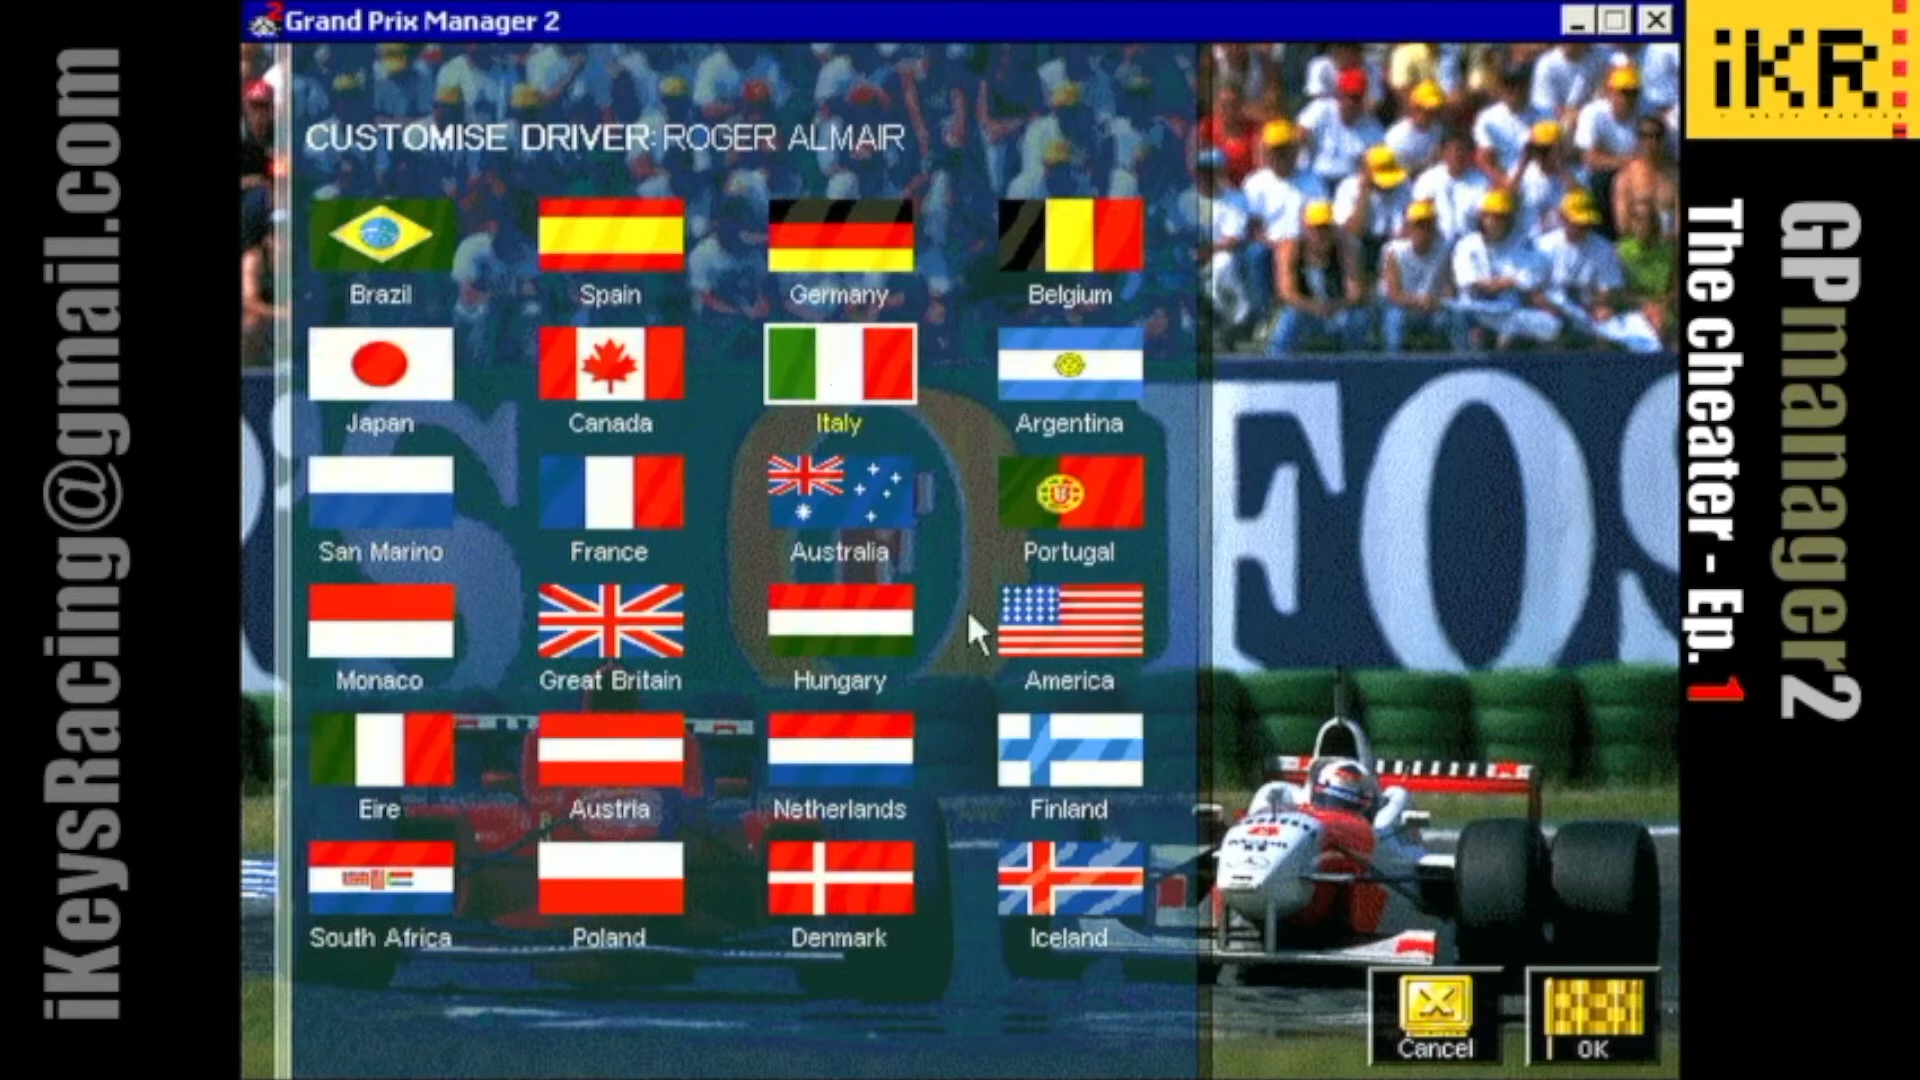 Grand Prix Manager 2
iKR
iKeysRacing@gmail.com
GPmanager2
The cheater - Ep. 1
CUSTOMISE DRIVER: ROGER ALMAIR
Brazil
Spain
Germany
Belgium
Japan
Canada
Italy
Argentina
San Marino
France
Australia
Portugal
Monaco
Great Britain
Hungary
America
Eire
Austria
Netherlands
Finland
South Africa
Poland
Denmark
Iceland
FOS
Cancel
OK